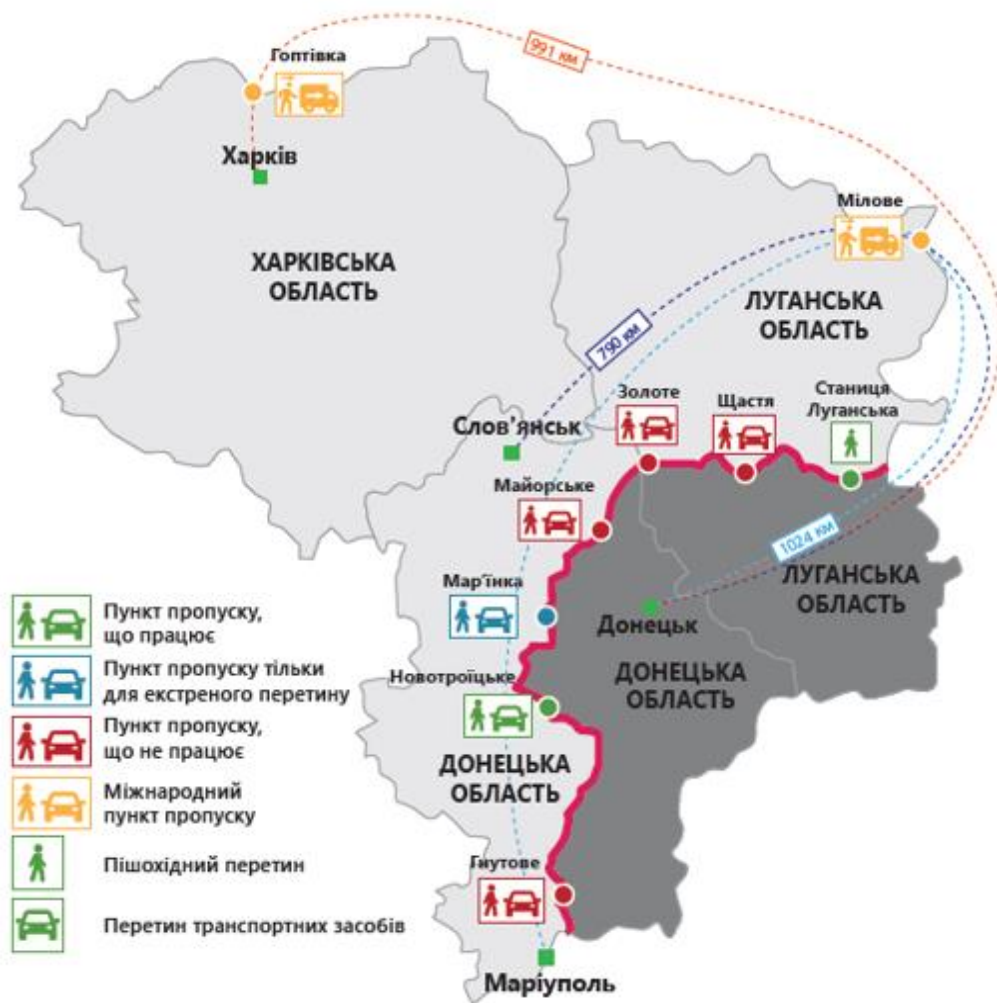 991 км
Гоптівка
Харків
Мілове
ХАРКІВСЬКА
ОБЛАСТЬ
ЛУГАНСЬКА
ОБЛАСТЬ
790 км
Золоте
Щастя
Станиця
Луганська
Слов'янськ
Майорське
1024 км
ЛУГАНСЬКА
ОБЛАСТЬ
Мар'їнка
Донецьк
Новотроїцьке
ДОНЕЦЬКА
ОБЛАСТЬ
ДОНЕЦЬКА
ОБЛАСТЬ
Гнутове
Маріуполь
Пункт пропуску,
що працює
Пункт пропуску тільки
для екстреного перетину
Пункт пропуску,
що не працює
Міжнародний
пункт пропуску
Пішохідний перетин
Перетин транспортних засобів